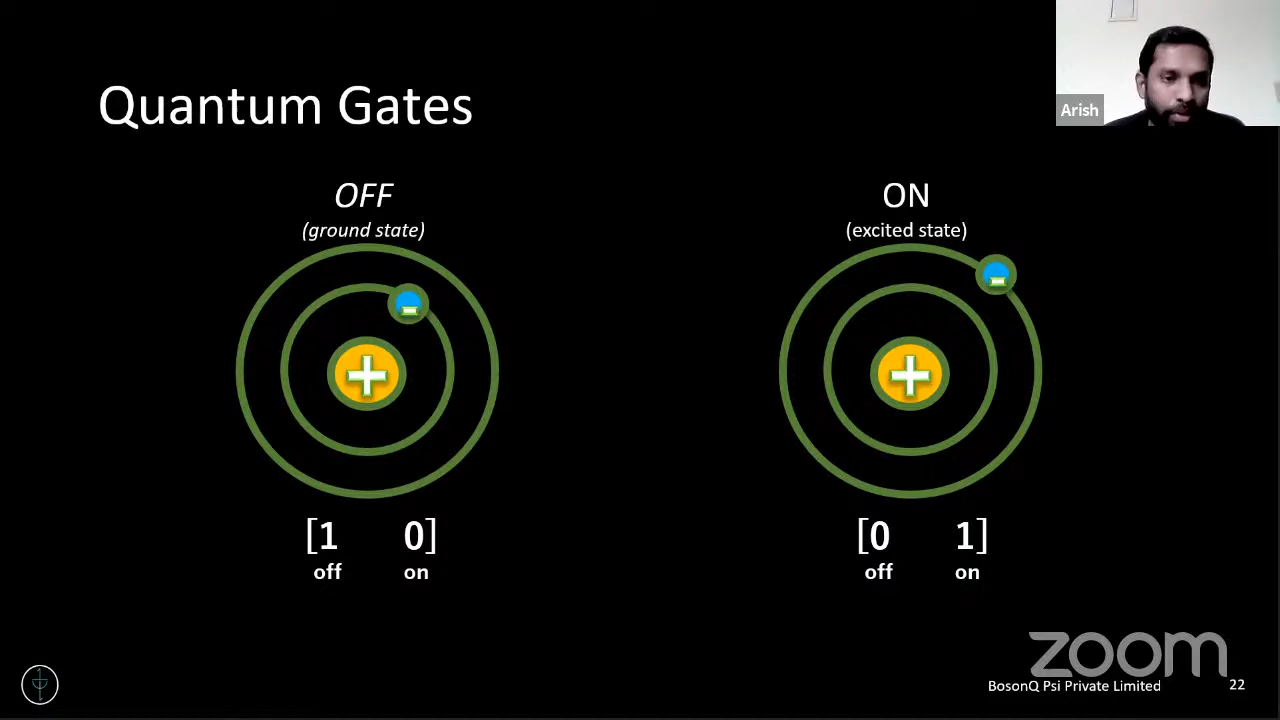 Arish
Quantum Gates
OFF
(ground state)
ON
(excited state)
[1 0]
off on
[0 1]
off on
zoom
BosonQ Psi Private Limited 22